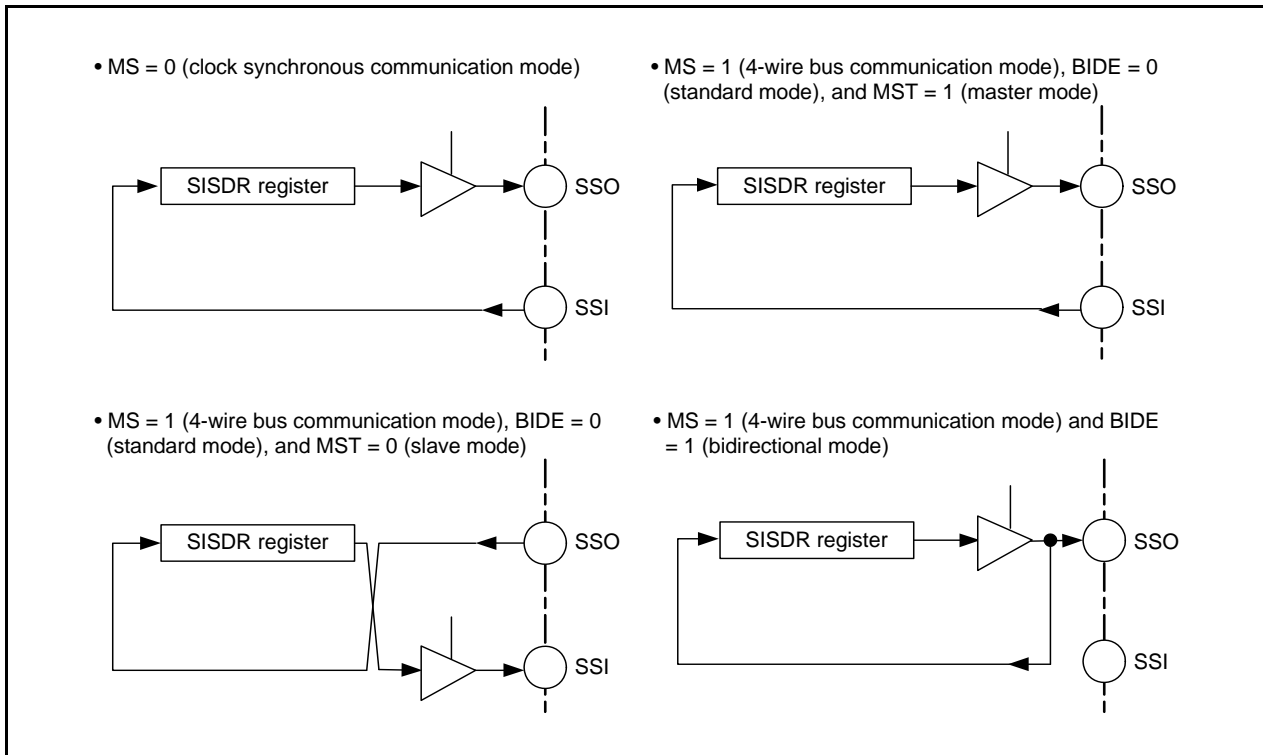 • MS = 0 (clock synchronous communication mode)
SISDR register
SSO
SSI
• MS = 1 (4-wire bus communication mode), BIDE = 0
(standard mode), and MST = 1 (master mode)
SISDR register
SSO
SSI
• MS = 1 (4-wire bus communication mode), BIDE = 0
(standard mode), and MST = 0 (slave mode)
SISDR register
SSO
SSI
• MS = 1 (4-wire bus communication mode) and BIDE
= 1 (bidirectional mode)
SISDR register
SSO
SSI